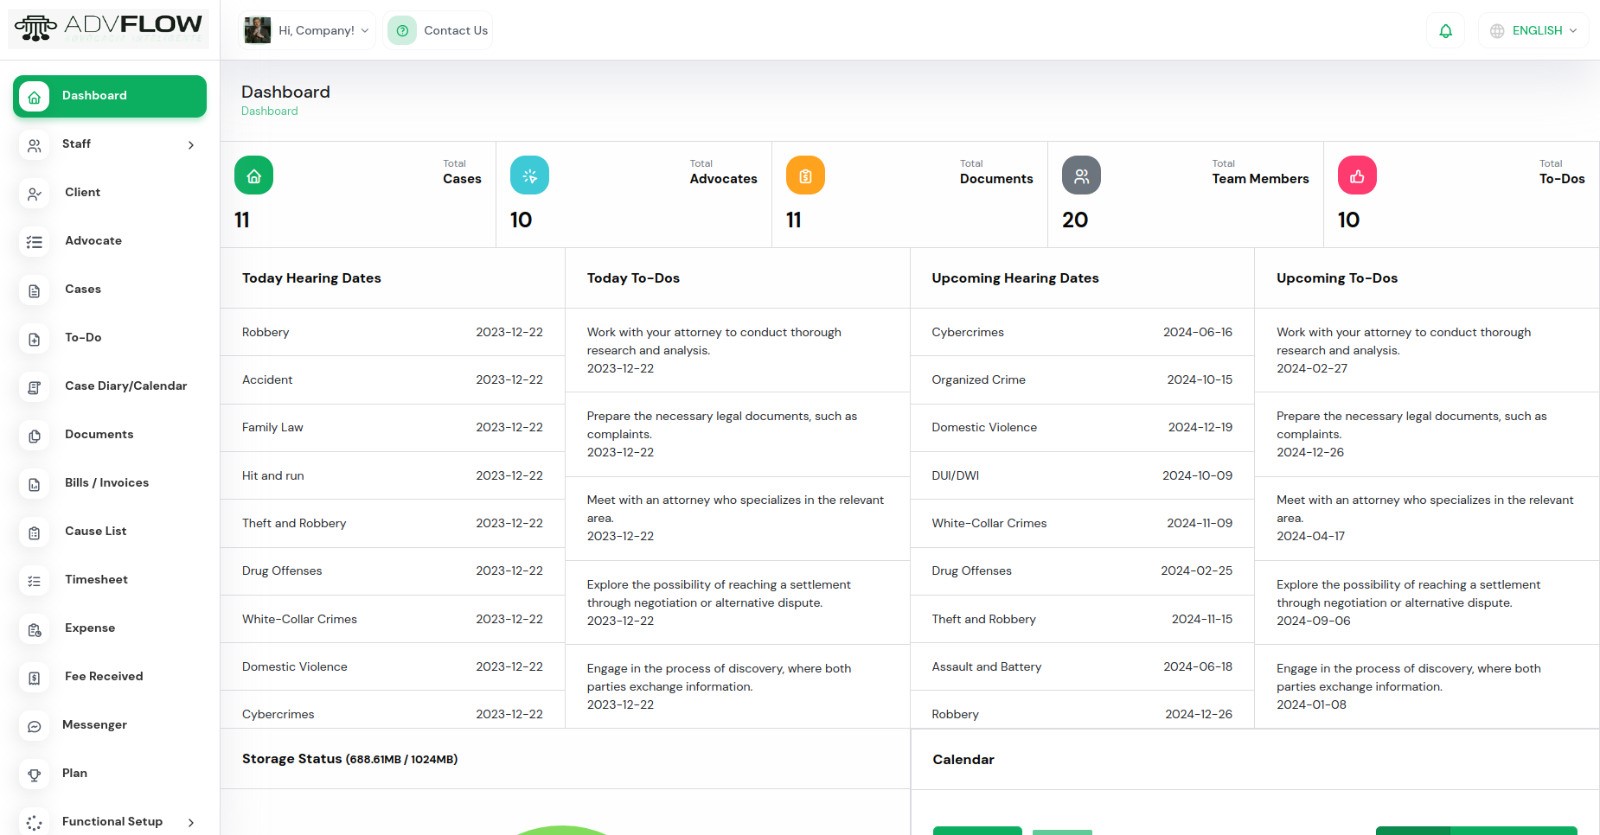 ADVFLOW
Hi, Company!
Contact Us
ENGLISH
Dashboard
Staff
Client
Advocate
Cases
To-Do
Case Diary/Calendar
Documents
Bills / Invoices
Cause List
Timesheet
Expense
Fee Received
Messenger
Plan
Functional Setup
Dashboard
Dashboard
Total
Cases
11
Total
Advocates
10
Total
Documents
11
Total
Team Members
20
Total
To-Dos
10
Today Hearing Dates
Robbery 2023-12-22
Accident 2023-12-22
Family Law 2023-12-22
Hit and run 2023-12-22
Theft and Robbery 2023-12-22
Drug Offenses 2023-12-22
White-Collar Crimes 2023-12-22
Domestic Violence 2023-12-22
Cybercrimes 2023-12-22
Today To-Dos
Work with your attorney to conduct thorough
research and analysis.
2023-12-22
Prepare the necessary legal documents, such as
complaints.
2023-12-22
Meet with an attorney who specializes in the relevant
area.
2023-12-22
Explore the possibility of reaching a settlement
through negotiation or alternative dispute.
2023-12-22
Engage in the process of discovery, where both
parties exchange information.
2023-12-22
Upcoming Hearing Dates
Cybercrimes 2024-06-16
Organized Crime 2024-10-15
Domestic Violence 2024-12-19
DUI/DWI 2024-10-09
White-Collar Crimes 2024-11-09
Drug Offenses 2024-02-25
Theft and Robbery 2024-11-15
Assault and Battery 2024-06-18
Robbery 2024-12-26
Upcoming To-Dos
Work with your attorney to conduct thorough
research and analysis.
2024-02-27
Prepare the necessary legal documents, such as
complaints.
2024-12-26
Meet with an attorney who specializes in the relevant
area.
2024-04-17
Explore the possibility of reaching a settlement
through negotiation or alternative dispute.
2024-09-06
Engage in the process of discovery, where both
parties exchange information.
2024-01-08
Storage Status (688.61MB / 1024MB)
Calendar